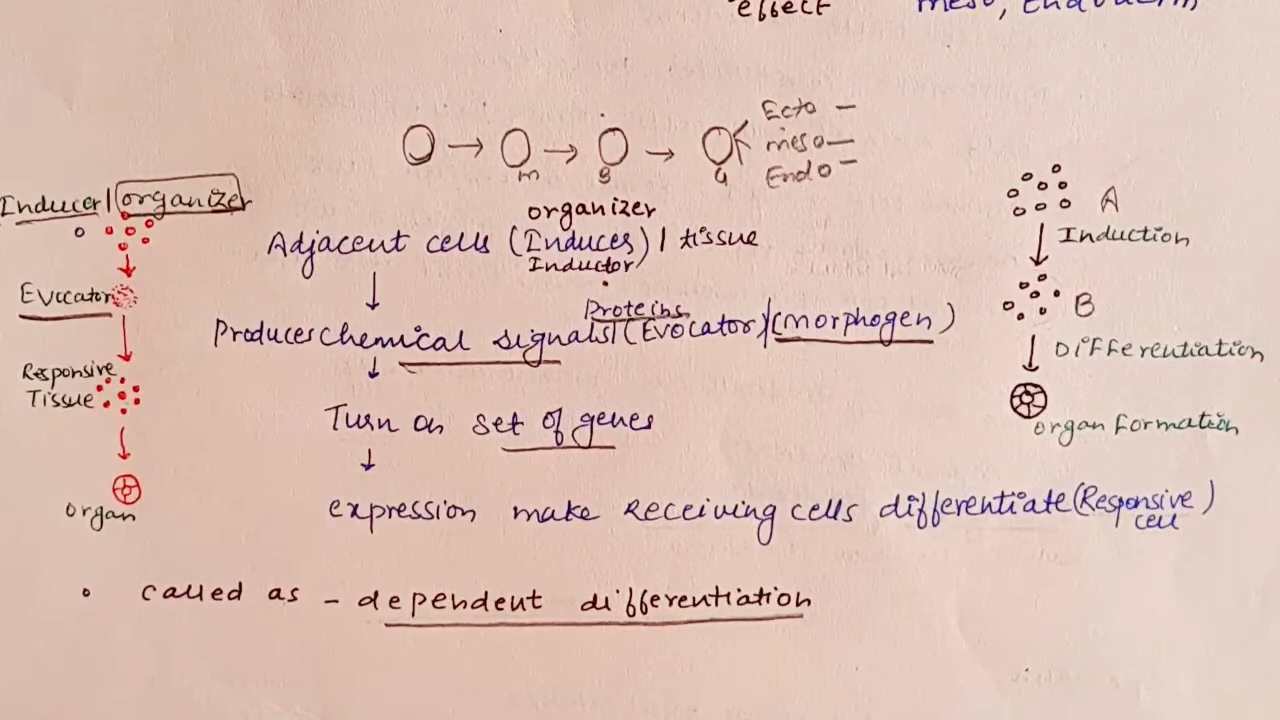 effect meso, Endoderm
Ecto –
meso –
Endo –
m g G
Inducer / organizer
organizer
Adjacent cells (Induces) / tissue
Inductor
Evocator
Proteins
Produces chemical signals / (Evocator) / (morphogen)
Responsive
Tissue
Turn on set of genes
organ
expression make Receiving cells differentiate (Responsive)
cell
• called as - dependent differentiation
A
Induction
B
Differentiation
organ formation